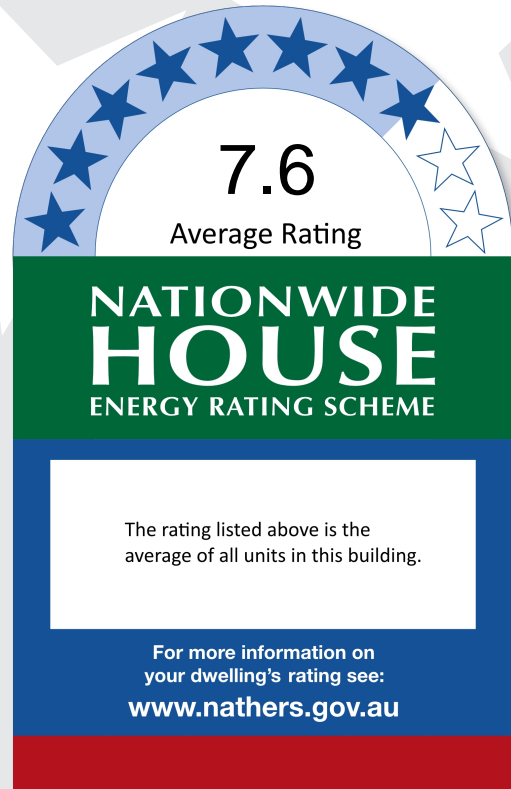 7.6
Average Rating
NATIONWIDE
HOUSE
ENERGY RATING SCHEME
The rating listed above is the
average of all units in this building.
For more information on
your dwelling's rating see:
www.nathers.gov.au